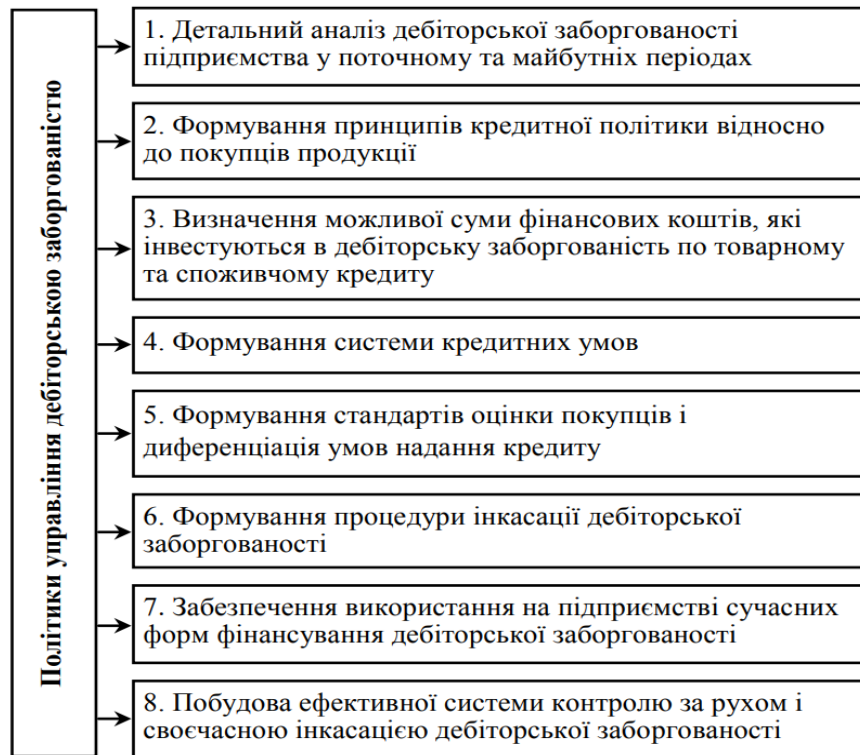 Політики управління дебіторською заборгованістю
1. Детальний аналіз дебіторської заборгованості
підприємства у поточному та майбутніх періодах
2. Формування принципів кредитної політики відносно
до покупців продукції
3. Визначення можливої суми фінансових коштів, які
інвестуються в дебіторську заборгованість по товарному
та споживчому кредиту
4. Формування системи кредитних умов
5. Формування стандартів оцінки покупців і
диференціація умов надання кредиту
6. Формування процедури інкасації дебіторської
заборгованості
7. Забезпечення використання на підприємстві сучасних
форм фінансування дебіторської заборгованості
8. Побудова ефективної системи контролю за рухом і
своєчасною інкасацією дебіторської заборгованості